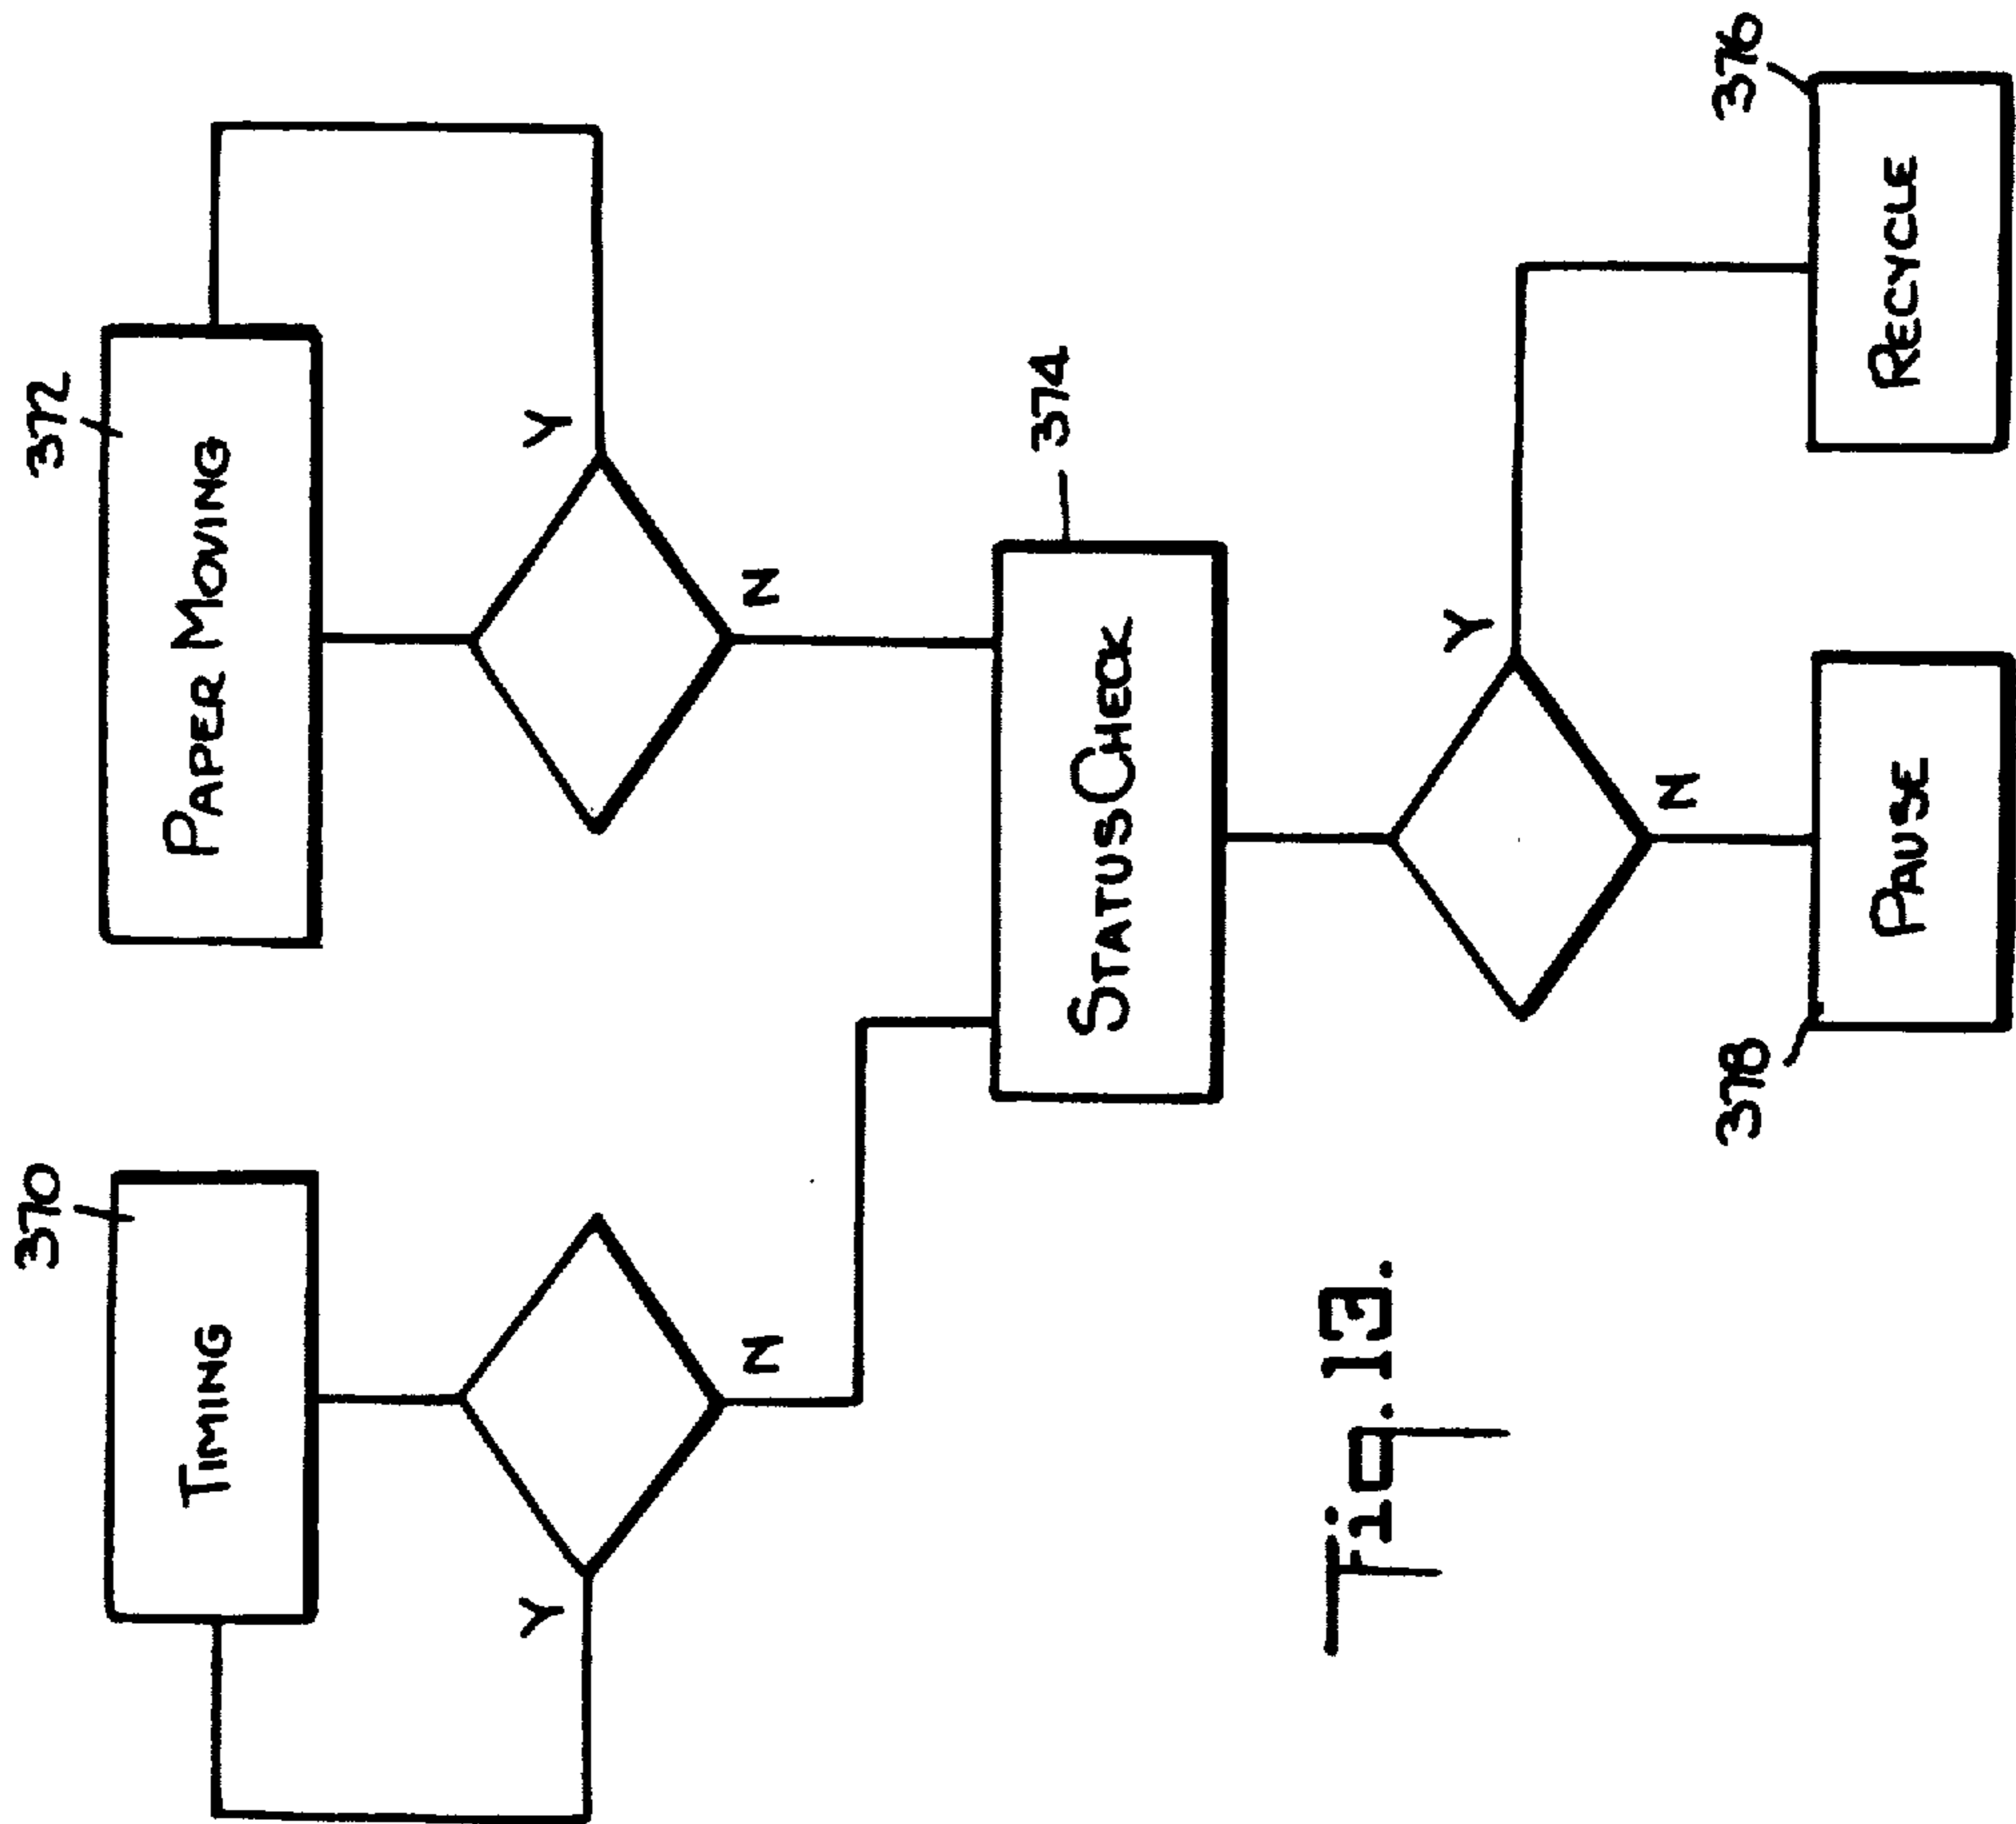 370
372
TIMING
PAPER MOVING
Y
Y
N
N
374
STATUS CHECK
Y
N
378
376
PAUSE
RECYCLE
Fig. 13.